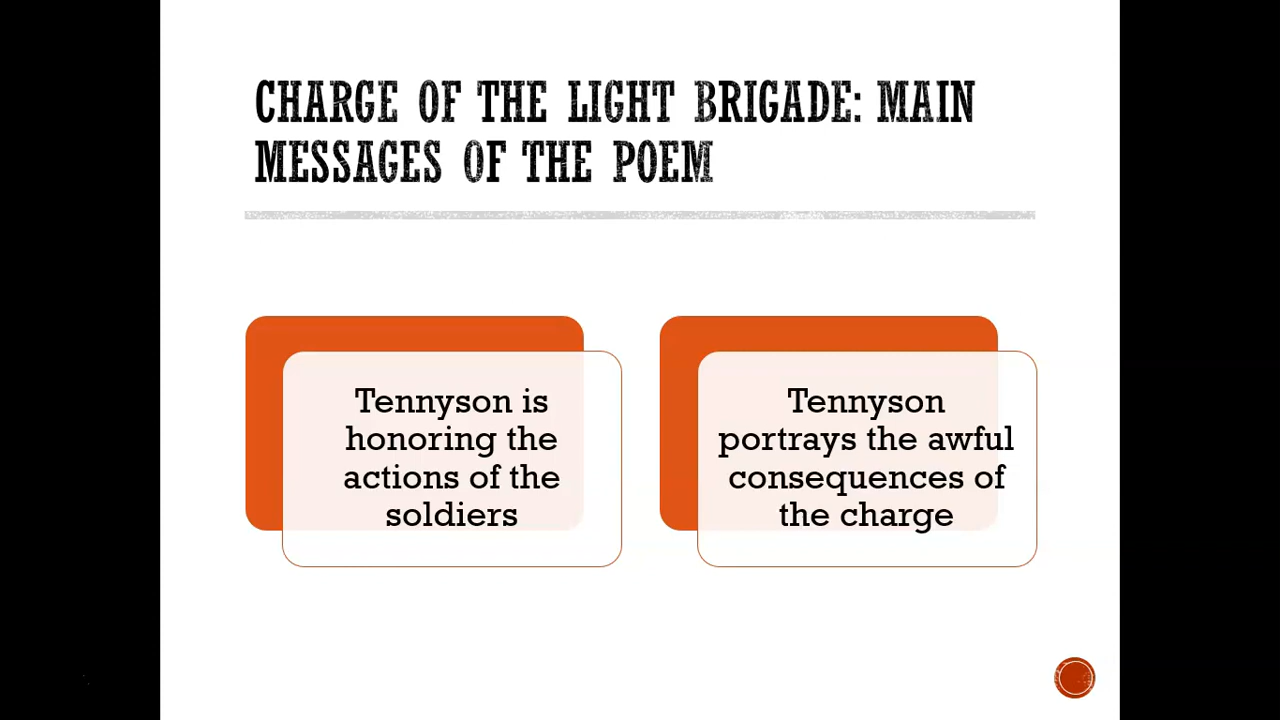 CHARGE OF THE LIGHT BRIGADE: MAIN
MESSAGES OF THE POEM
Tennyson is
honoring the
actions of the
soldiers
Tennyson
portrays the awful
consequences of
the charge